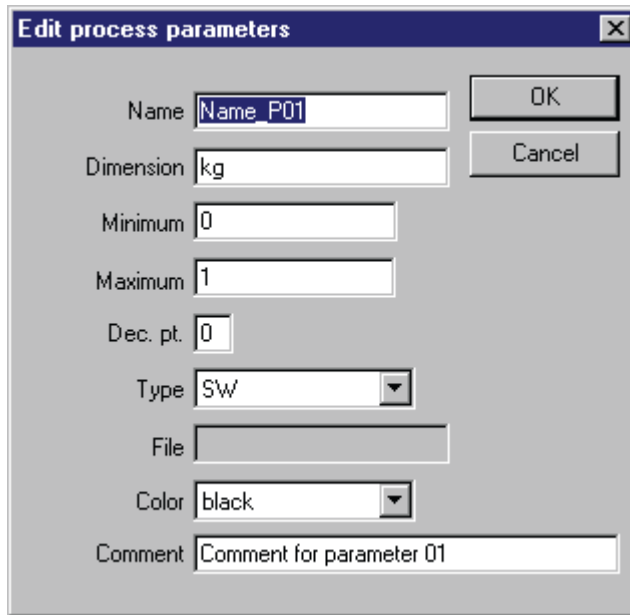 Edit process parameters
Name Name_P01 OK
Dimension kg Cancel
Minimum 0
Maximum 1
Dec. pt. 0
Type SW
File
Color black
Comment Comment for parameter 01